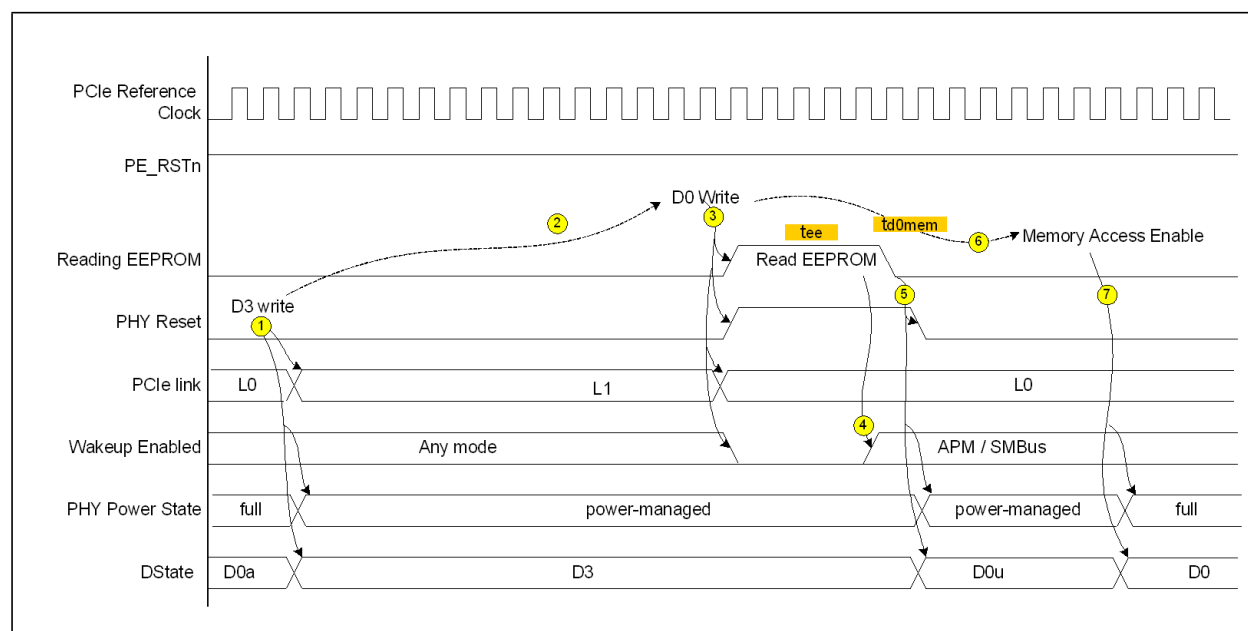 PCIe Reference
Clock
PE_RSTn
D0 Write
2
3
tee
td0mem
6
Memory Access Enable
Reading EEPROM
Read EEPROM
D3 write
5
7
1
PHY Reset
PCIe link
L0
L1
L0
4
Wakeup Enabled
Any mode
APM / SMBus
PHY Power State
full
power-managed
power-managed
full
DState
D0a
D3
D0u
D0